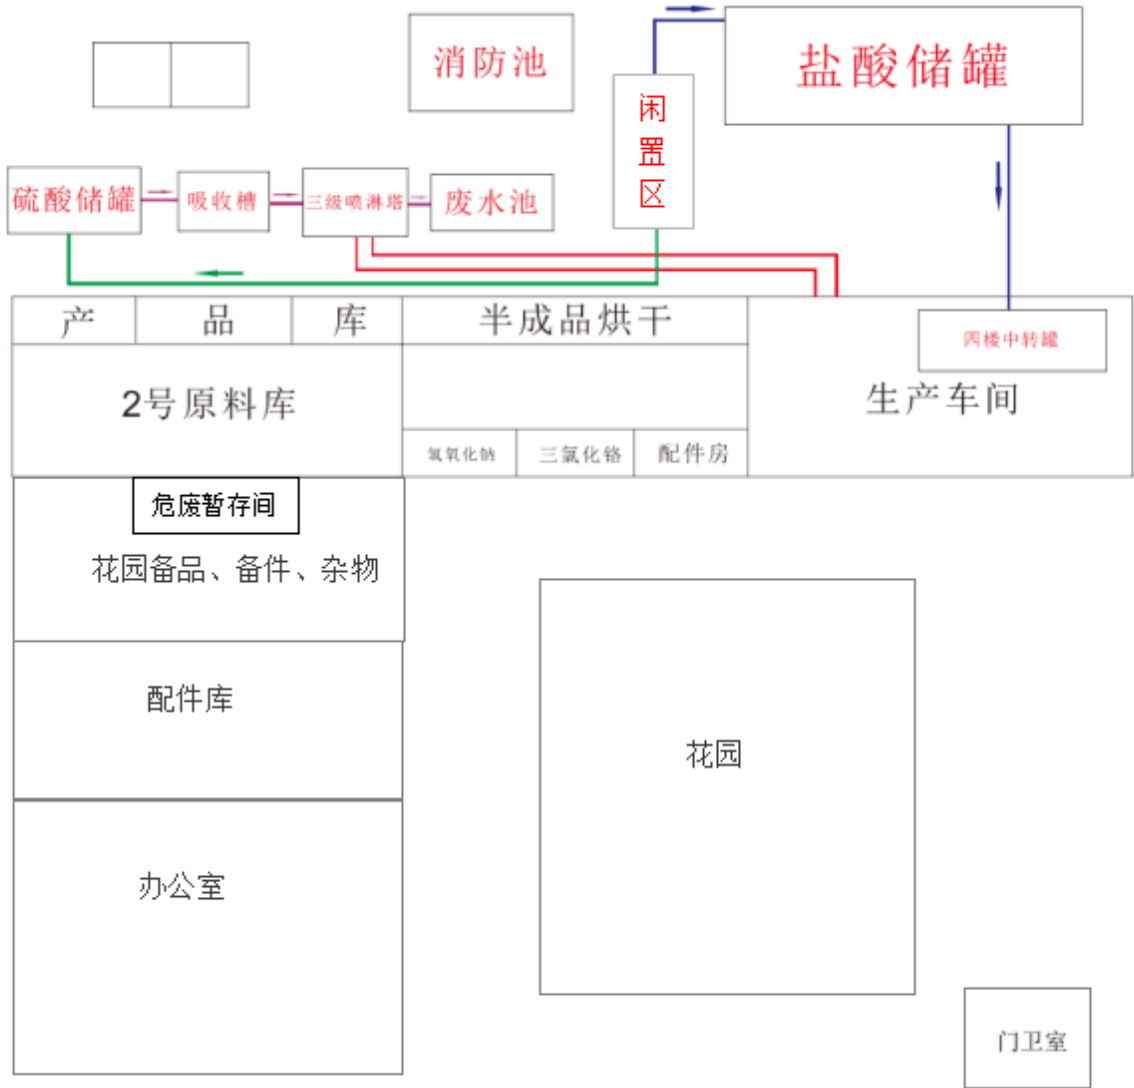 消防池
盐酸储罐
闲
置
区
硫酸储罐
吸收槽
三级喷淋塔
废水池
产 品 库
半成品烘干
四楼中转罐
2号原料库
生产车间
氢氧化钠
三氯化铬
配件房
危废暂存间
花园备品、备件、杂物
配件库
花园
办公室
门卫室